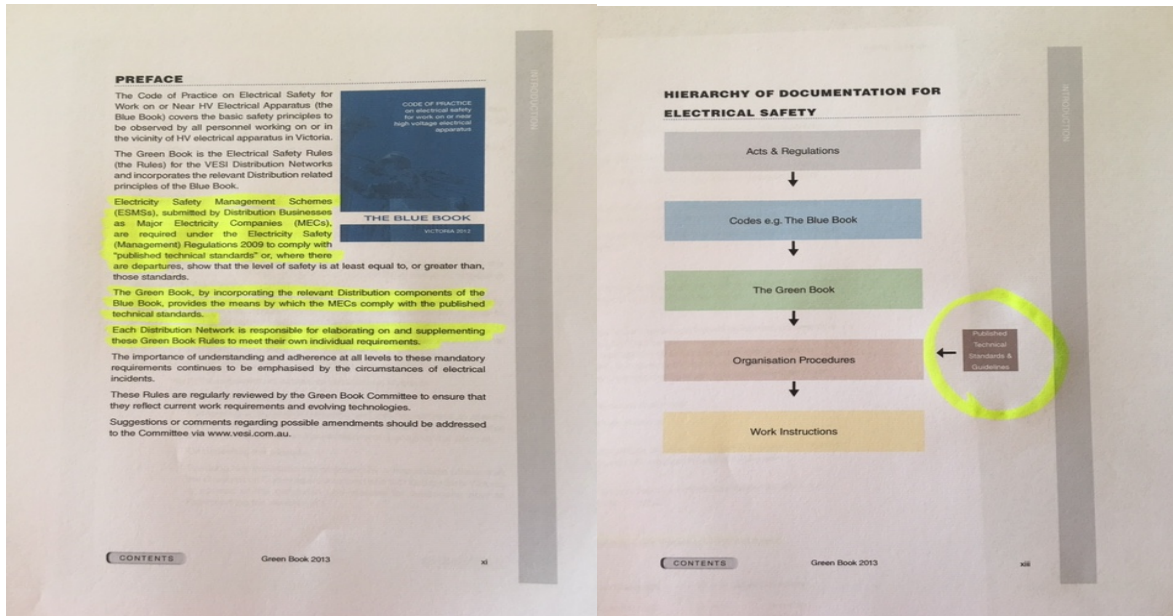 PREFACE
The Code of Practice on Electrical Safety for
Work on or Near HV Electrical Apparatus (the
Blue Book) covers the basic safety principles to
be observed by all personnel working on or in
the vicinity of HV electrical apparatus in Victoria.
The Green Book is the Electrical Safety Rules
(the Rules) for the VESI Distribution Networks
and incorporates the relevant Distribution related
principles of the Blue Book.
Electricity Safety Management Schemes
(ESMSs), submitted by Distribution Businesses
as Major Electricity Companies (MECs),
are required under the Electricity Safety
(Management) Regulations 2009 to comply with
"published technical standards" or, where there
are departures, show that the level of safety is at least equal to, or greater than,
those standards.
The Green Book, by incorporating the relevant Distribution components of the
Blue Book, provides the means by which the MECs comply with the published
technical standards.
Each Distribution Network is responsible for elaborating on and supplementing
these Green Book Rules to meet their own individual requirements.
The importance of understanding and adherence at all levels to these mandatory
requirements continues to be emphasised by the circumstances of electrical
incidents.
These Rules are regularly reviewed by the Green Book Committee to ensure that
they reflect current work requirements and evolving technologies.
Suggestions or comments regarding possible amendments should be addressed
to the Committee via www.vesi.com.au.
CODE OF PRACTICE
on electrical safety
for work on or near
high voltage electrical
apparatus
THE BLUE BOOK
VICTORIA 2012
INTRODUCTION
CONTENTS
Green Book 2013
xi
HIERARCHY OF DOCUMENTATION FOR
ELECTRICAL SAFETY
Acts & Regulations
Codes e.g. The Blue Book
The Green Book
Organisation Procedures
Published
Technical
Standards &
Guidelines
Work Instructions
INTRODUCTION
CONTENTS
Green Book 2013
xiii